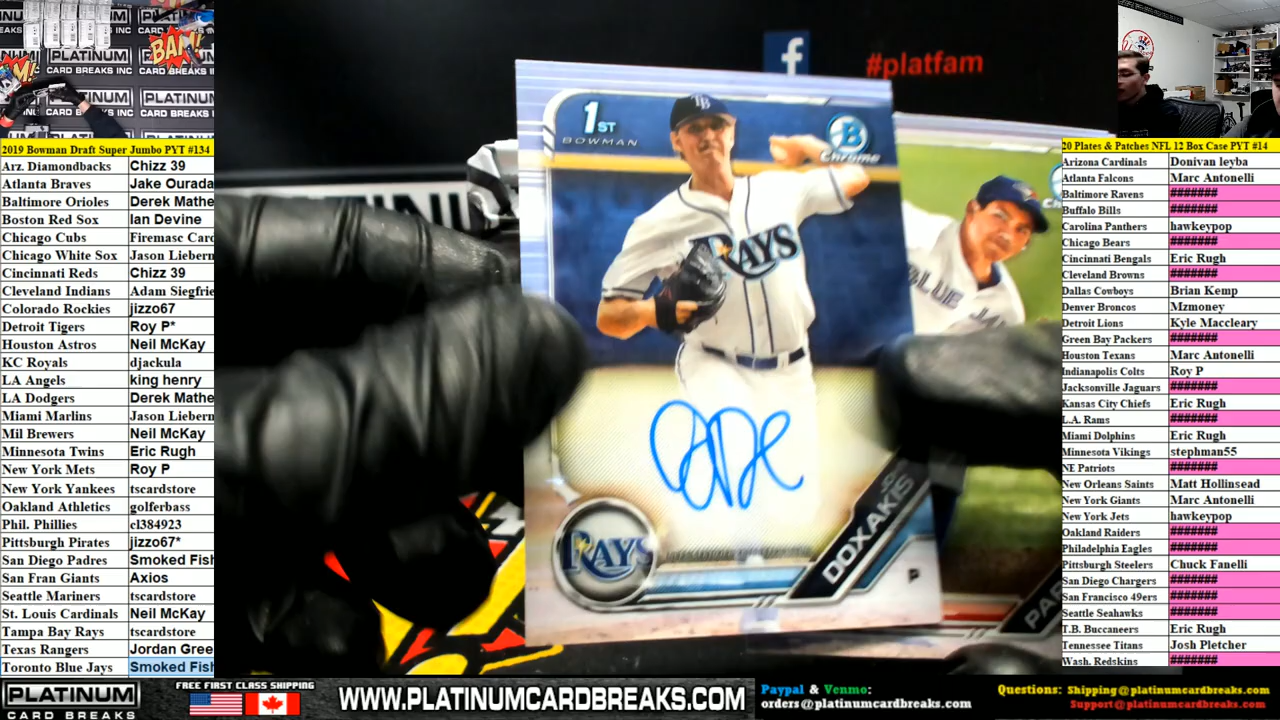 PLATINUM
CARD BREAKS INC
BAM!
#platfam
1ST
BOWMAN
B
Chrome
TB
RAYS
BLUE
RAYS
DOXAKIS
P
2019 Bowman Draft Super Jumbo PYT #134
Arz. Diamondbacks Chizz 39
Atlanta Braves Jake Ourada
Baltimore Orioles Derek Mathe
Boston Red Sox Ian Devine
Chicago Cubs Firemasc Card
Chicago White Sox Jason Liebern
Cincinnati Reds Chizz 39
Cleveland Indians Adam Siegfrie
Colorado Rockies jizzo67
Detroit Tigers Roy P*
Houston Astros Neil McKay
KC Royals djackula
LA Angels king henry
LA Dodgers Derek Mathe
Miami Marlins Jason Liebern
Mil Brewers Neil McKay
Minnesota Twins Eric Rugh
New York Mets Roy P
New York Yankees tscardstore
Oakland Athletics golferbass
Phil. Phillies cl384923
Pittsburgh Pirates jizzo67*
San Diego Padres Smoked Fish
San Fran Giants Axios
Seattle Mariners tscardstore
St. Louis Cardinals Neil McKay
Tampa Bay Rays tscardstore
Texas Rangers Jordan Gree
Toronto Blue Jays Smoked Fish
20 Plates & Patches NFL 12 Box Case PYT #14
Arizona Cardinals Donivan leyba
Atlanta Falcons Marc Antonelli
Baltimore Ravens #######
Buffalo Bills #######
Carolina Panthers hawkeypop
Chicago Bears #######
Cincinnati Bengals Eric Rugh
Cleveland Browns #######
Dallas Cowboys Brian Kemp
Denver Broncos Mzmoney
Detroit Lions Kyle Maccleary
Green Bay Packers #######
Houston Texans Marc Antonelli
Indianapolis Colts Roy P
Jacksonville Jaguars #######
Kansas City Chiefs Eric Rugh
L.A. Rams #######
Miami Dolphins Eric Rugh
Minnesota Vikings stephman55
NE Patriots #######
New Orleans Saints Matt Hollinsead
New York Giants Marc Antonelli
New York Jets hawkeypop
Oakland Raiders #######
Philadelphia Eagles #######
Pittsburgh Steelers Chuck Fanelli
San Diego Chargers #######
San Francisco 49ers #######
Seattle Seahawks #######
T.B. Buccaneers Eric Rugh
Tennessee Titans Josh Pletcher
Wash. Redskins #######
PLATINUM
CARD BREAKS
FREE FIRST CLASS SHIPPING
WWW.PLATINUMCARDBREAKS.COM
Paypal & Venmo:
orders@platinumcardbreaks.com
Questions: Shipping@platinumcardbreaks.com
Support@platinumcardbreaks.com